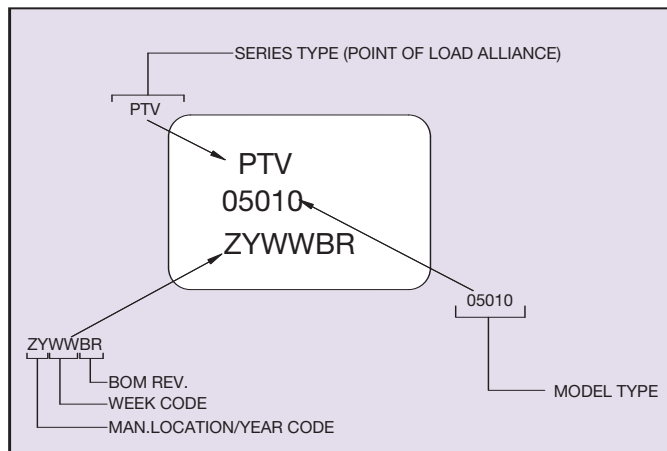 SERIES TYPE (POINT OF LOAD ALLIANCE)
PTV
PTV
05010
ZYWWBR
05010
ZYWWBR
BOM REV.
MODEL TYPE
WEEK CODE
MAN.LOCATION/YEAR CODE